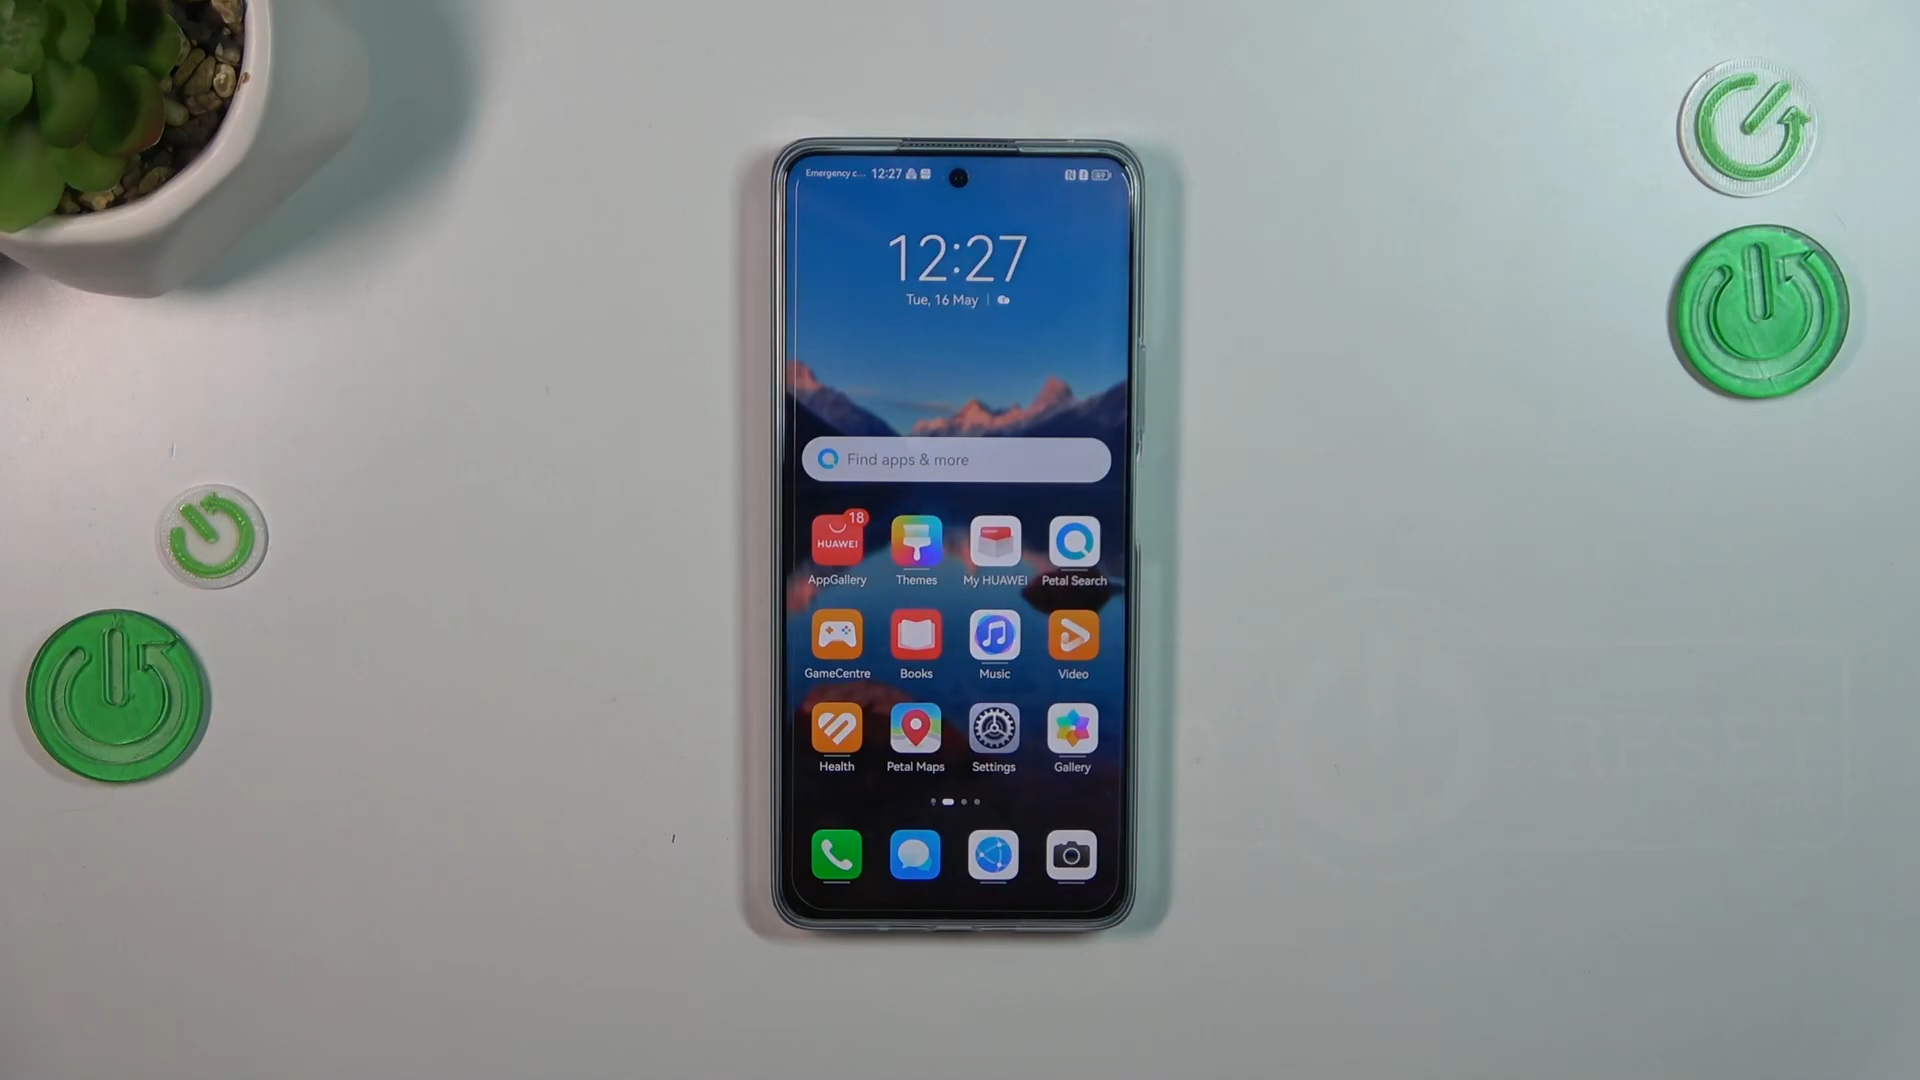 Emergency c... 12:27
12:27
Tue, 16 May
Find apps & more
18
HUAWEI
AppGallery Themes My HUAWEI Petal Search
GameCentre Books Music Video
Health Petal Maps Settings Gallery